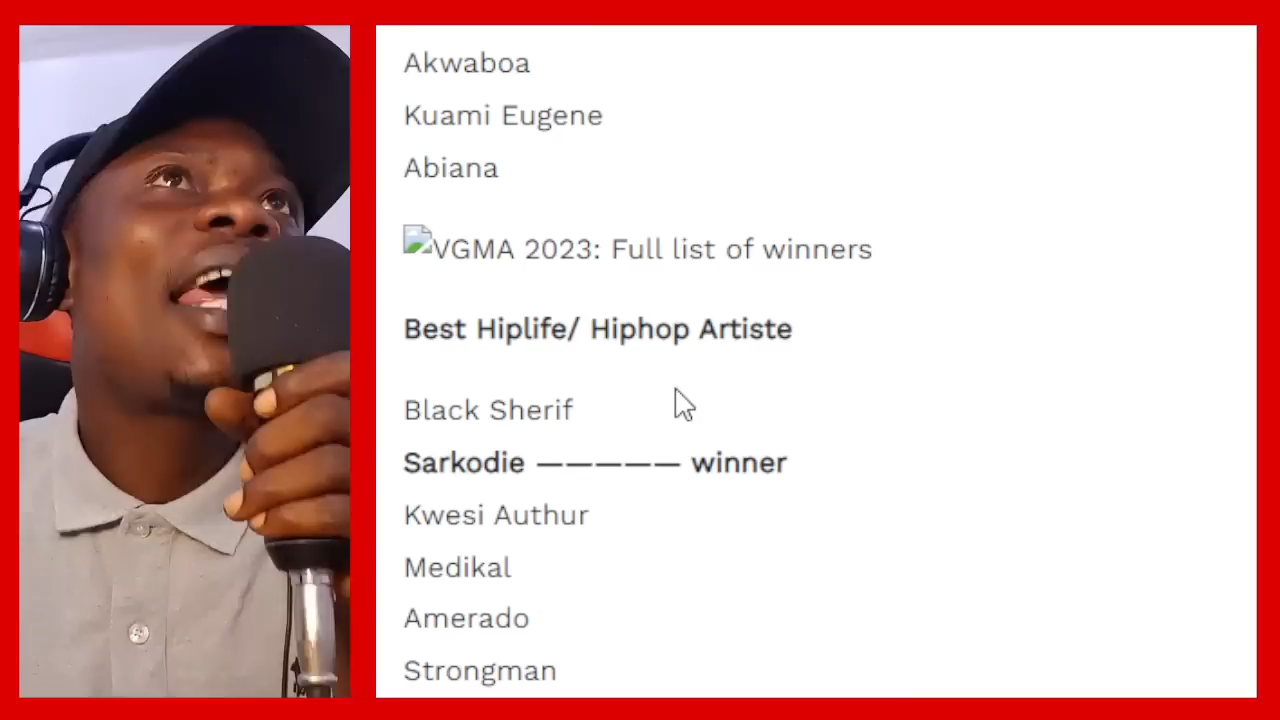 Akwaboa
Kuami Eugene
Abiana
VGMA 2023: Full list of winners
Best Hiplife/ Hiphop Artiste
Black Sherif
Sarkodie ————— winner
Kwesi Authur
Medikal
Amerado
Strongman